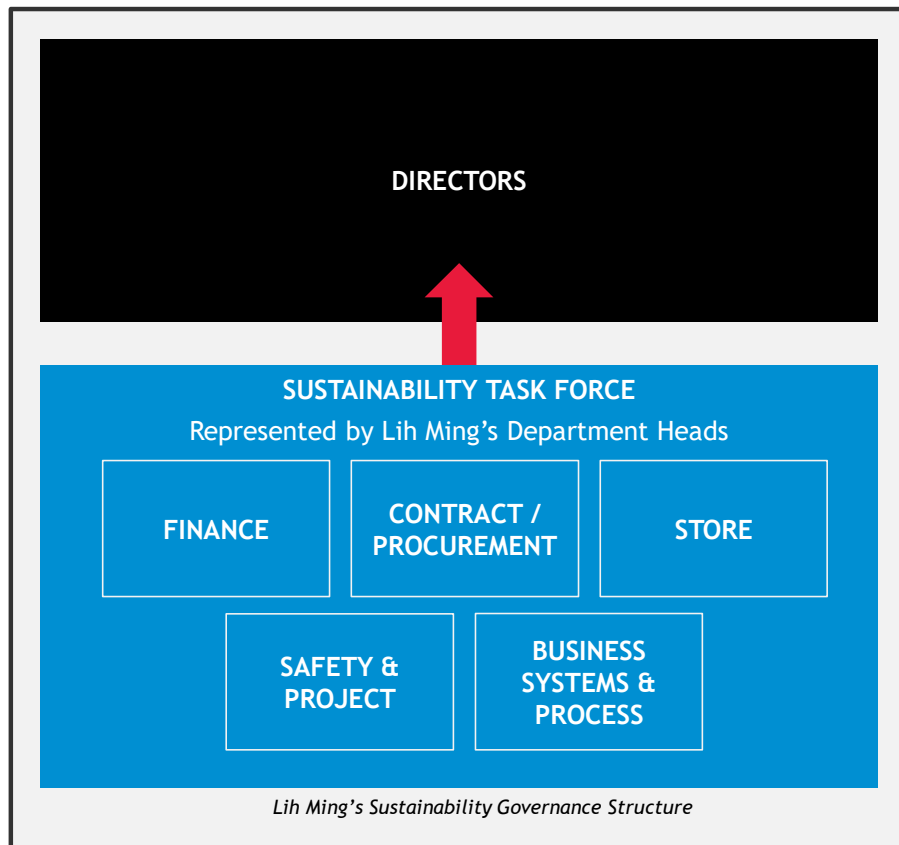 DIRECTORS
SUSTAINABILITY TASK FORCE
Represented by Lih Ming’s Department Heads
FINANCE
CONTRACT /
PROCUREMENT
STORE
SAFETY &
PROJECT
BUSINESS
SYSTEMS &
PROCESS
Lih Ming’s Sustainability Governance Structure